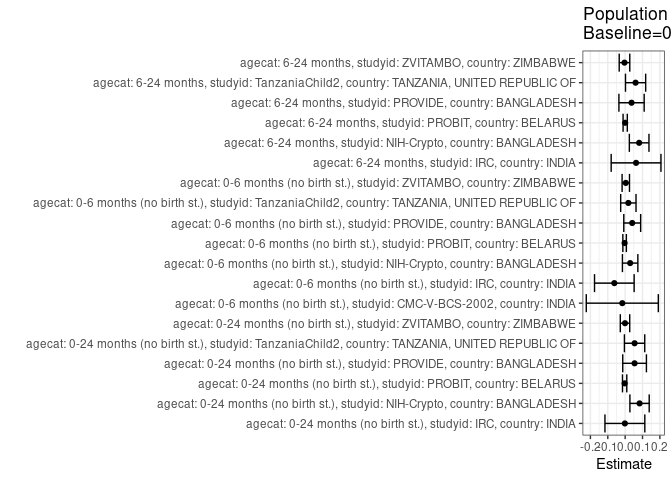 Population
Baseline=0
agecat: 6-24 months, studyid: ZVITAMBO, country: ZIMBABWE
agecat: 6-24 months, studyid: TanzaniaChild2, country: TANZANIA, UNITED REPUBLIC OF
agecat: 6-24 months, studyid: PROVIDE, country: BANGLADESH
agecat: 6-24 months, studyid: PROBIT, country: BELARUS
agecat: 6-24 months, studyid: NIH-Crypto, country: BANGLADESH
agecat: 6-24 months, studyid: IRC, country: INDIA
agecat: 0-6 months (no birth st.), studyid: ZVITAMBO, country: ZIMBABWE
agecat: 0-6 months (no birth st.), studyid: TanzaniaChild2, country: TANZANIA, UNITED REPUBLIC OF
agecat: 0-6 months (no birth st.), studyid: PROVIDE, country: BANGLADESH
agecat: 0-6 months (no birth st.), studyid: PROBIT, country: BELARUS
agecat: 0-6 months (no birth st.), studyid: NIH-Crypto, country: BANGLADESH
agecat: 0-6 months (no birth st.), studyid: IRC, country: INDIA
agecat: 0-6 months (no birth st.), studyid: CMC-V-BCS-2002, country: INDIA
agecat: 0-24 months (no birth st.), studyid: ZVITAMBO, country: ZIMBABWE
agecat: 0-24 months (no birth st.), studyid: TanzaniaChild2, country: TANZANIA, UNITED REPUBLIC OF
agecat: 0-24 months (no birth st.), studyid: PROVIDE, country: BANGLADESH
agecat: 0-24 months (no birth st.), studyid: PROBIT, country: BELARUS
agecat: 0-24 months (no birth st.), studyid: NIH-Crypto, country: BANGLADESH
agecat: 0-24 months (no birth st.), studyid: IRC, country: INDIA
-0.20.10.00.10.2
Estimate